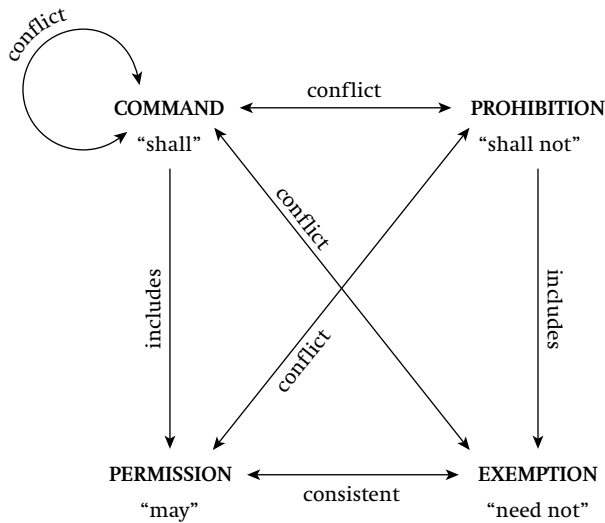 conflict
COMMAND
conflict
PROHIBITION
“shall”
“shall not”
conflict
includes
includes
conflict
PERMISSION
consistent
EXEMPTION
“may”
“need not”